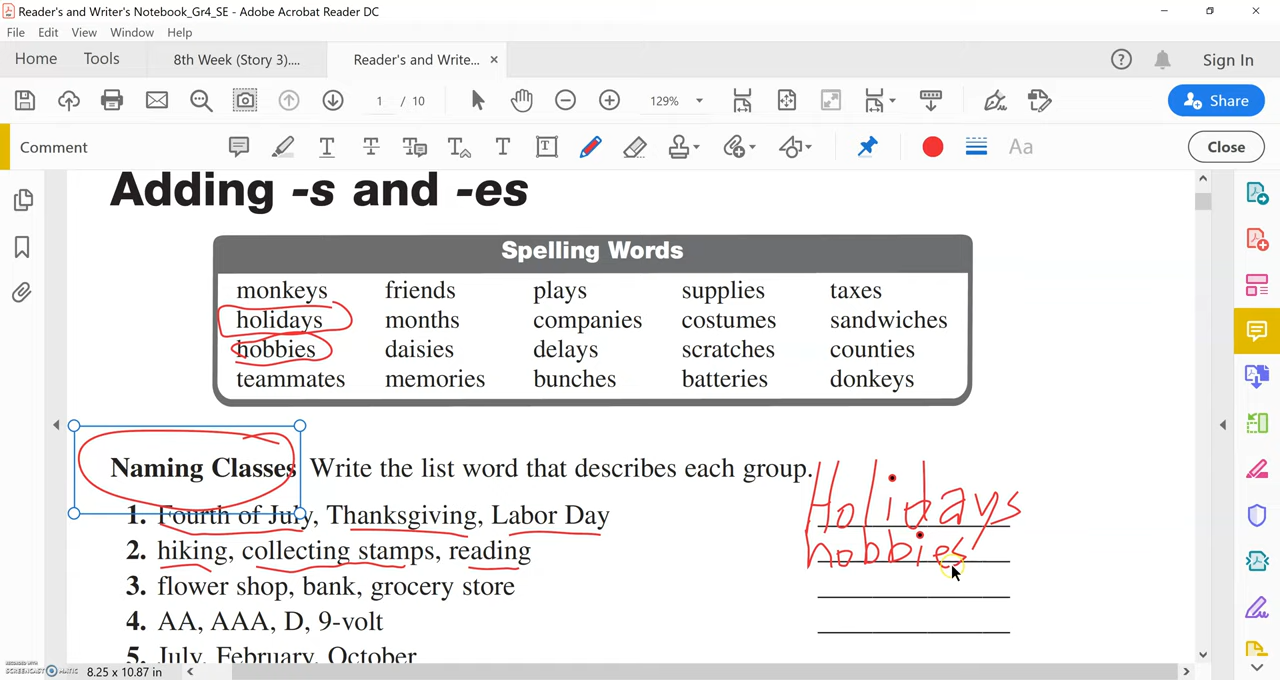 Reader's and Writer's Notebook_Gr4_SE - Adobe Acrobat Reader DC
File Edit View Window Help
Home Tools 8th Week (Story 3).... Reader's and Write... × Sign In
1 / 10 129% Share
Comment Aa Close
Adding -s and -es
Spelling Words
monkeys friends plays supplies taxes
holidays months companies costumes sandwiches
hobbies daisies delays scratches counties
teammates memories bunches batteries donkeys
Naming Classes Write the list word that describes each group.
1. Fourth of July, Thanksgiving, Labor Day Holidays
2. hiking, collecting stamps, reading hobbies
3. flower shop, bank, grocery store
4. AA, AAA, D, 9-volt
5. July, February, October
SCREENCAST MATIC 8.25 x 10.87 in